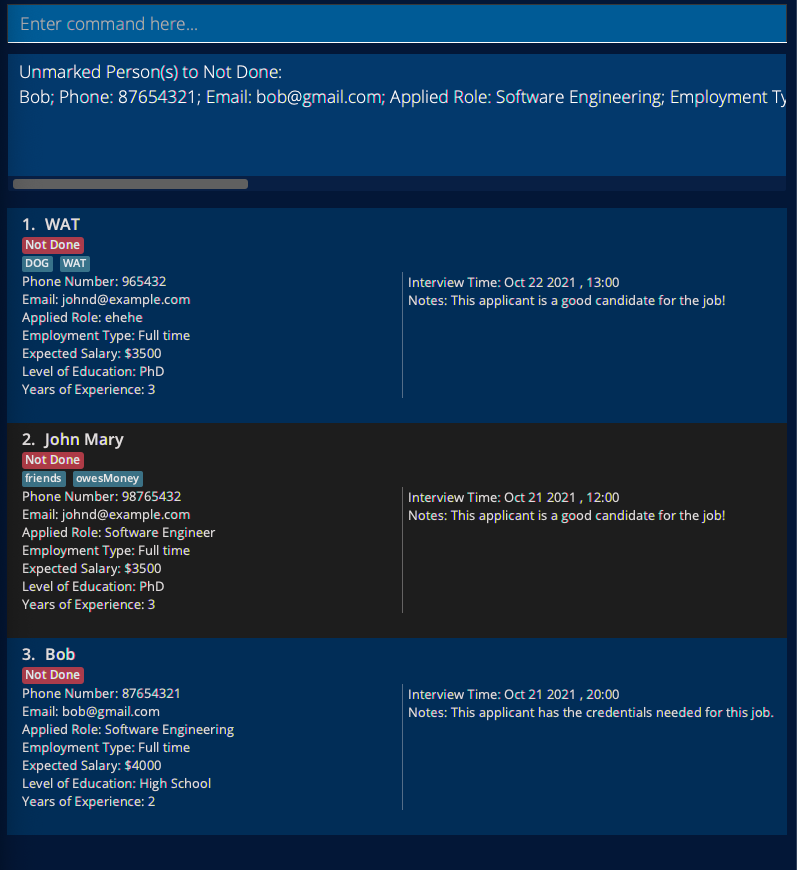 Enter command here...
Unmarked Person(s) to Not Done:
Bob; Phone: 87654321; Email: bob@gmail.com; Applied Role: Software Engineering; Employment Ty
1. WAT
Not Done
DOG WAT
Phone Number: 965432
Email: johnd@example.com
Applied Role: ehehe
Employment Type: Full time
Expected Salary: $3500
Level of Education: PhD
Years of Experience: 3
Interview Time: Oct 22 2021 , 13:00
Notes: This applicant is a good candidate for the job!
2. John Mary
Not Done
friends owesMoney
Phone Number: 98765432
Email: johnd@example.com
Applied Role: Software Engineer
Employment Type: Full time
Expected Salary: $3500
Level of Education: PhD
Years of Experience: 3
Interview Time: Oct 21 2021 , 12:00
Notes: This applicant is a good candidate for the job!
3. Bob
Not Done
Phone Number: 87654321
Email: bob@gmail.com
Applied Role: Software Engineering
Employment Type: Full time
Expected Salary: $4000
Level of Education: High School
Years of Experience: 2
Interview Time: Oct 21 2021 , 20:00
Notes: This applicant has the credentials needed for this job.